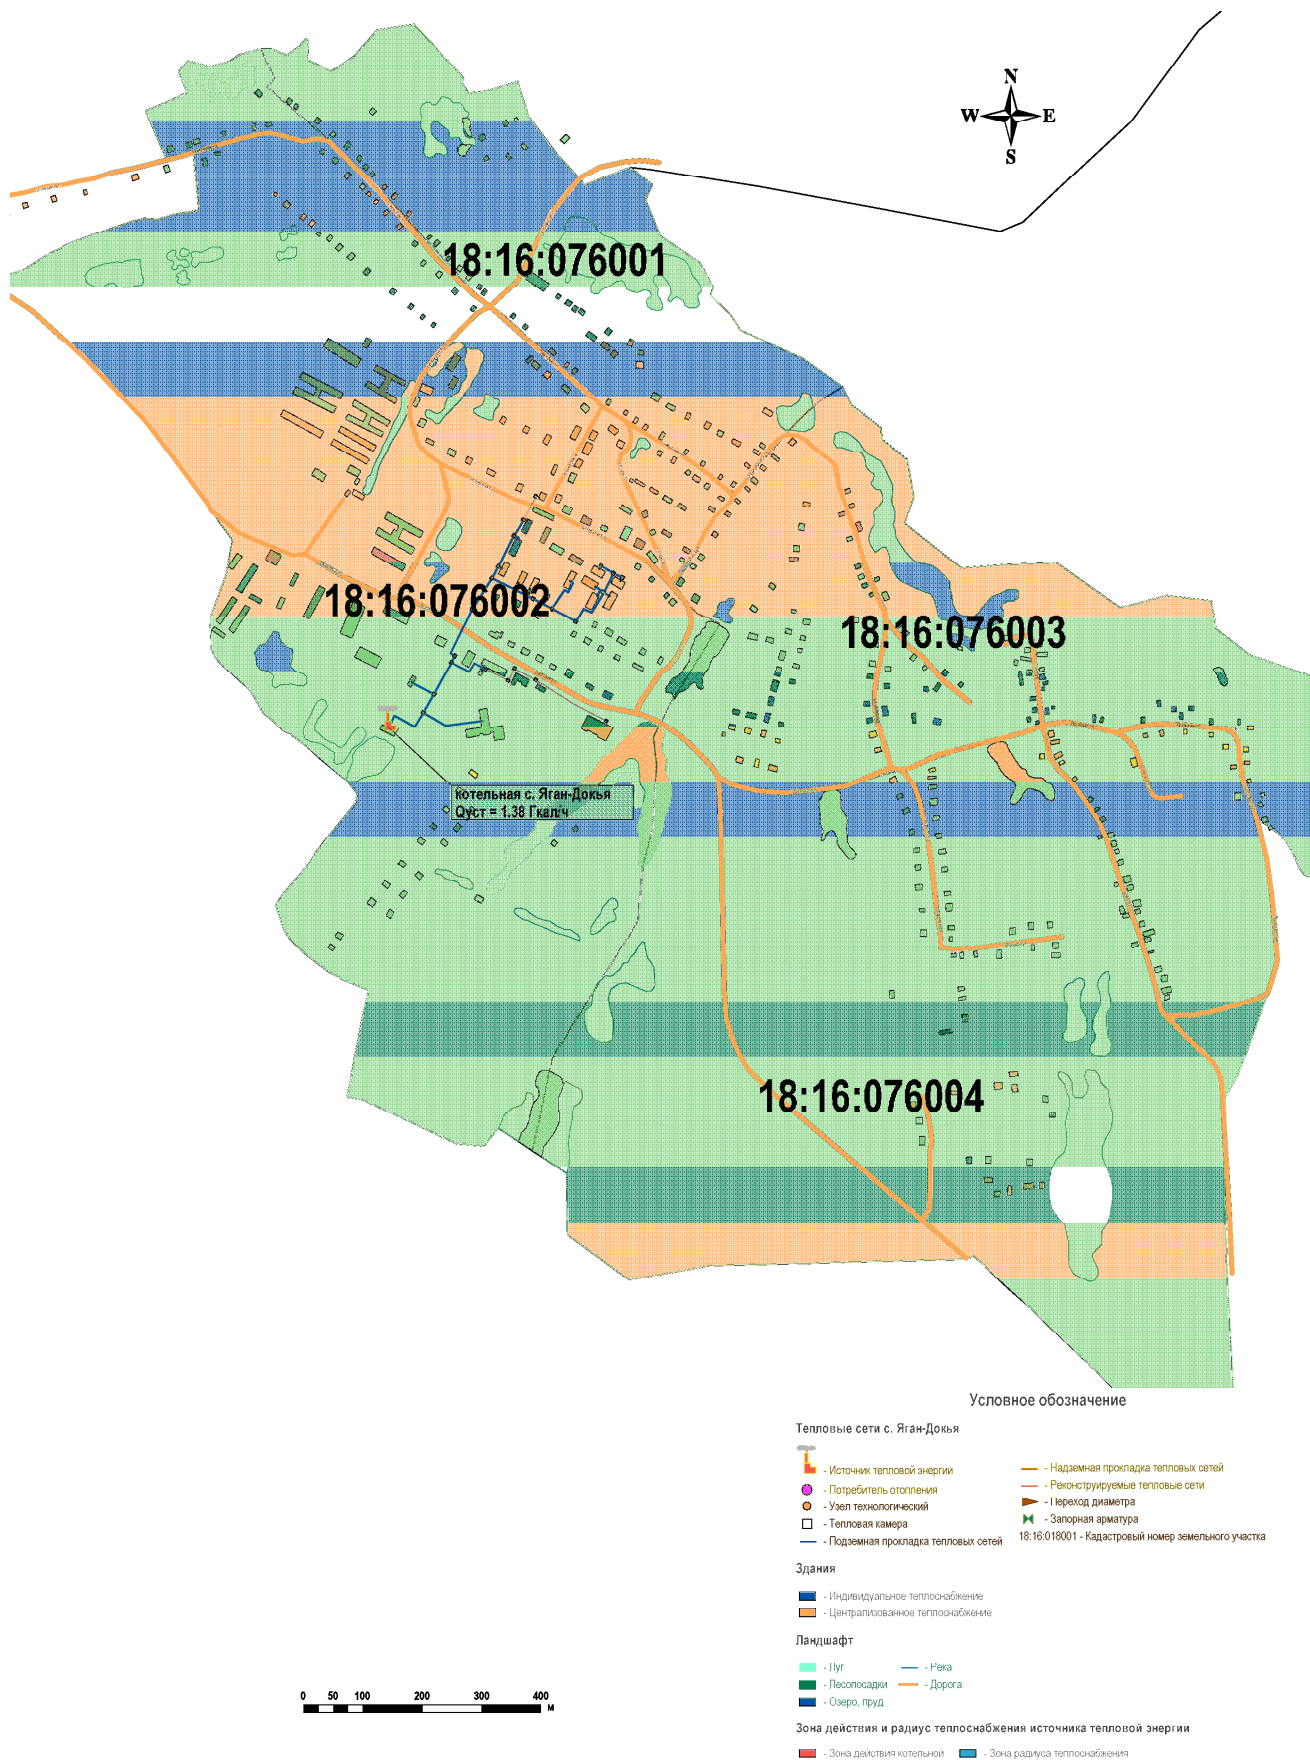 N
W E
S
18:16:076001
18:16:076002
18:16:076003
котельная с. Яган-Докья
Qуст = 1.38 Гкал/ч
18:16:076004
Условное обозначение
Тепловые сети с. Яган-Докья
- Источник тепловой энергии
- Потребитель отопления
- Узел технологический
- Тепловая камера
- Подземная прокладка тепловых сетей
- Надземная прокладка тепловых сетей
- Реконструируемые тепловые сети
- Переход диаметра
- Запорная арматура
18:16:018001 - Кадастровый номер земельного участка
Здания
- Индивидуальное теплоснабжение
- Централизованное теплоснабжение
Ландшафт
- Луг
- Лесопосадки
- Озеро, пруд
- Река
- Дорога
Зона действия и радиус теплоснабжения источника тепловой энергии
- Зона действия котельной
- Зона радиуса теплоснабжения
0 50 100 200 300 400
м